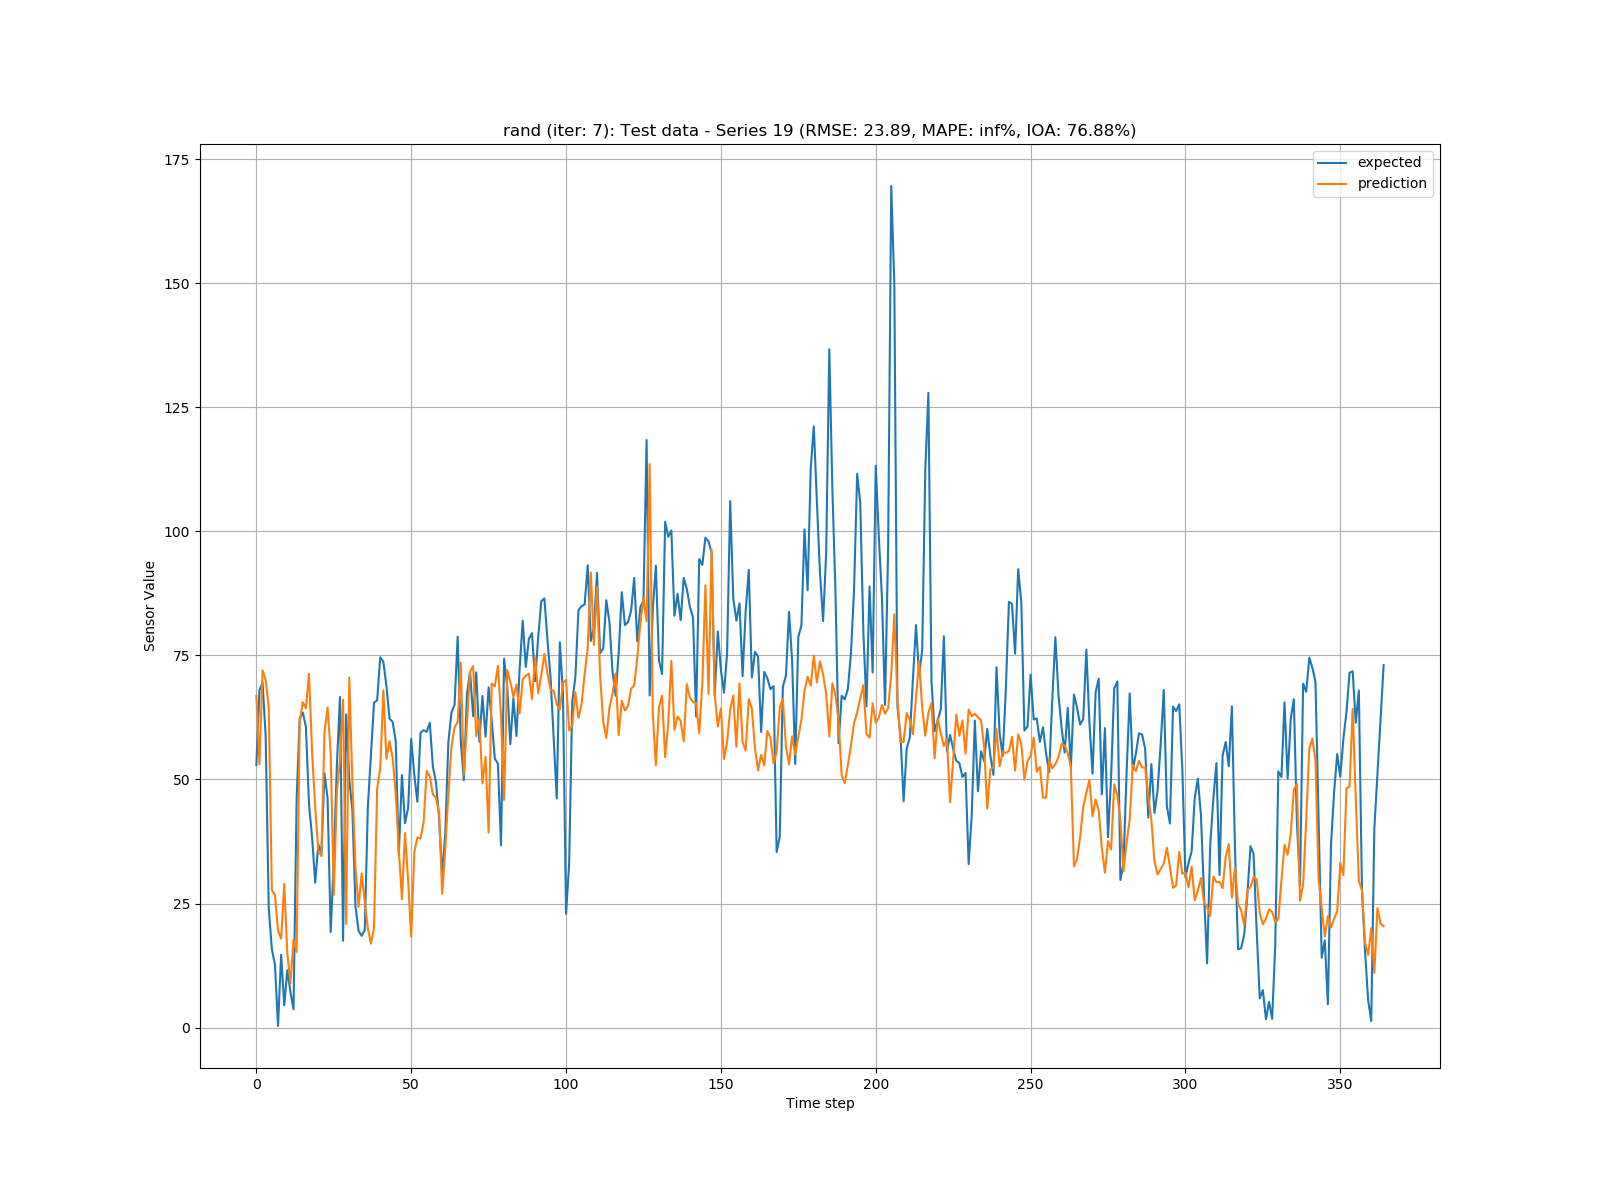 rand (iter: 7): Test data - Series 19 (RMSE: 23.89, MAPE: inf%, IOA: 76.88%)
expected
prediction
175
150
125
100
75
50
25
0
Sensor Value
0 50 100 150 200 250 300 350
Time step